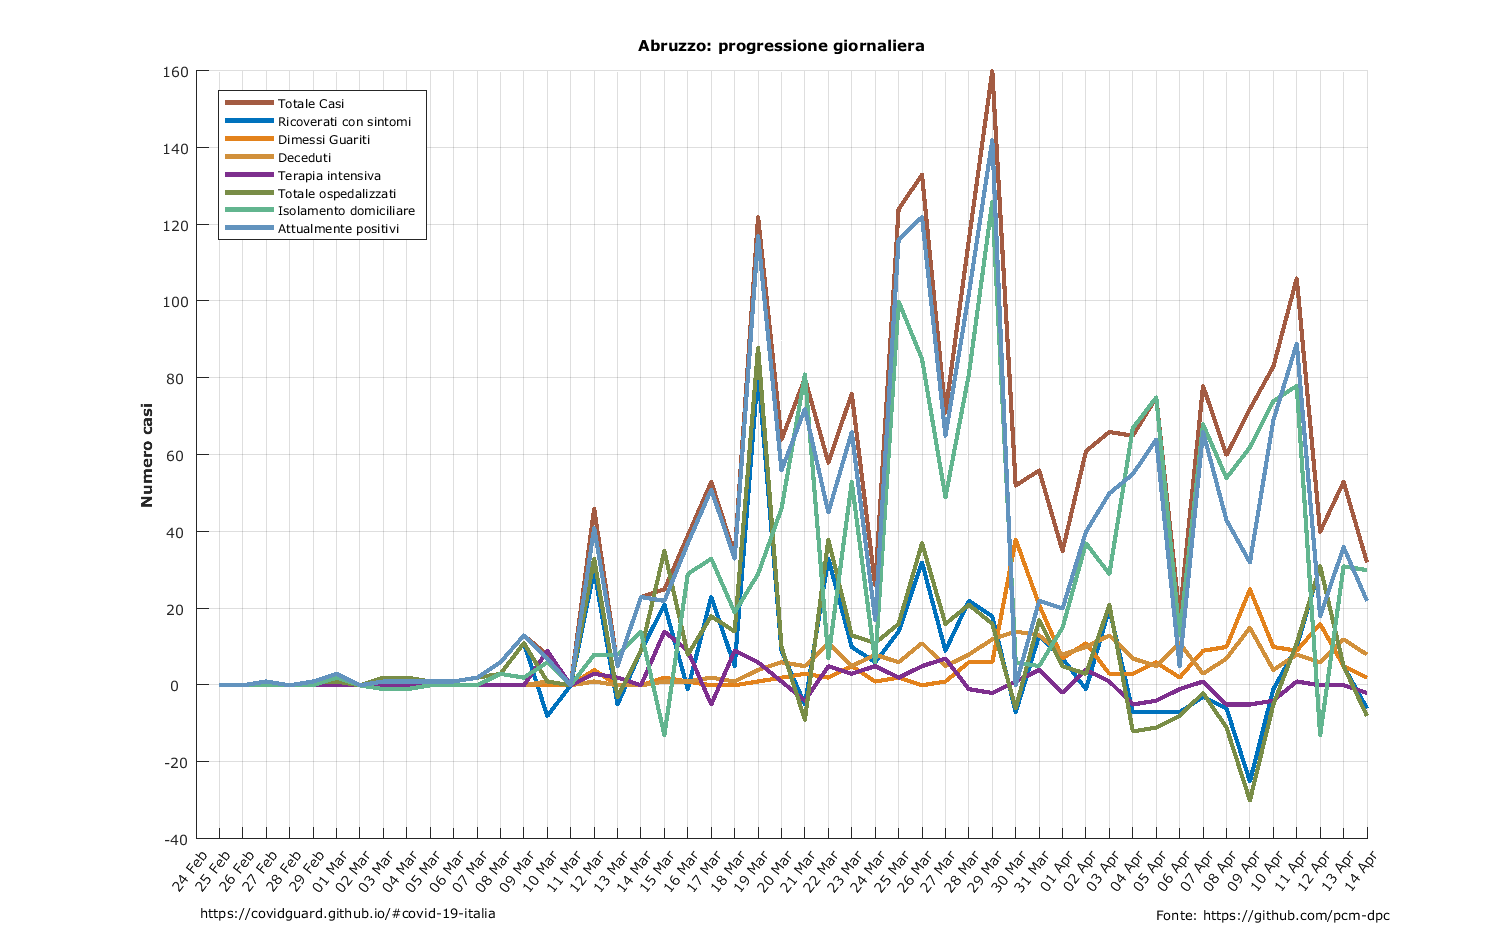 Abruzzo: progressione giornaliera
160
140
120
100
80
60
40
20
0
-20
-40
Numero casi
Totale Casi
Ricoverati con sintomi
Dimessi Guariti
Deceduti
Terapia intensiva
Totale ospedalizzati
Isolamento domiciliare
Attualmente positivi
24 Feb
25 Feb
26 Feb
27 Feb
28 Feb
29 Feb
01 Mar
02 Mar
03 Mar
04 Mar
05 Mar
06 Mar
07 Mar
08 Mar
09 Mar
10 Mar
11 Mar
12 Mar
13 Mar
14 Mar
15 Mar
16 Mar
17 Mar
18 Mar
19 Mar
20 Mar
21 Mar
22 Mar
23 Mar
24 Mar
25 Mar
26 Mar
27 Mar
28 Mar
29 Mar
30 Mar
31 Mar
01 Apr
02 Apr
03 Apr
04 Apr
05 Apr
06 Apr
07 Apr
08 Apr
09 Apr
10 Apr
11 Apr
12 Apr
13 Apr
14 Apr
https://covidguard.github.io/#covid-19-italia
Fonte: https://github.com/pcm-dpc